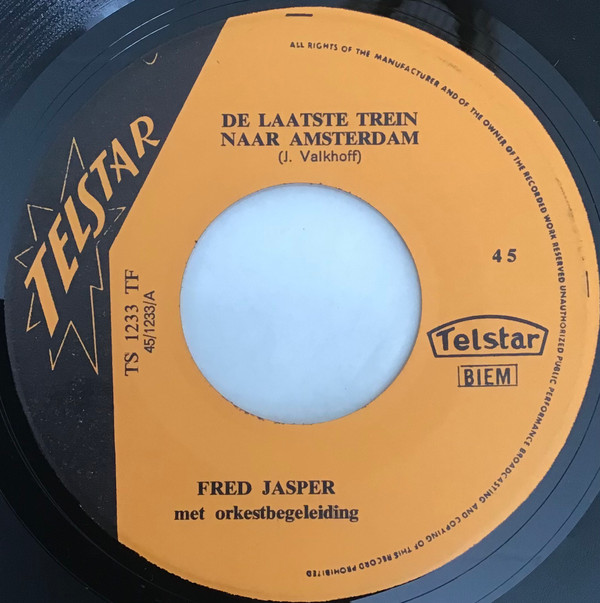 ALL RIGHTS OF THE MANUFACTURER AND OF THE OWNER OF THE RECORDED WORK RESERVED UNAUTHORIZED PUBLIC PERFORMANCE BROADCASTING AND COPYING OF THIS RECORD PROHIBITED
DE LAATSTE TREIN
NAAR AMSTERDAM
(J. Valkhoff)
TELSTAR
45
TS 1233 TF
45/1233/A
Telstar
BIEM
FRED JASPER
met orkestbegeleiding